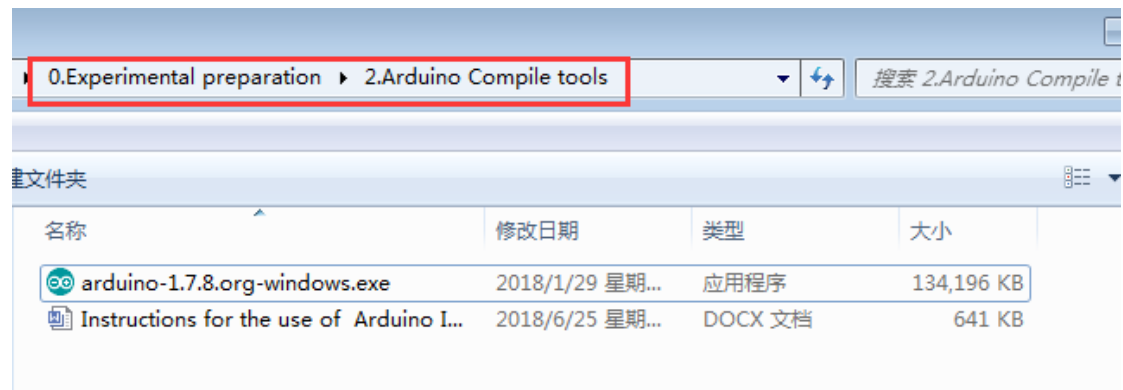 0.Experimental preparation ▸ 2.Arduino Compile tools
搜索 2.Arduino Compile
建文件夹
名称 修改日期 类型 大小
arduino-1.7.8.org-windows.exe 2018/1/29 星期... 应用程序 134,196 KB
Instructions for the use of Arduino I... 2018/6/25 星期... DOCX 文档 641 KB